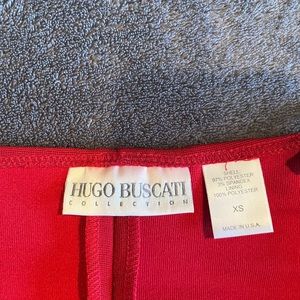 HUGO BUSCATI
COLLECTION
SHELL
97% POLYESTER
3% SPANDEX
LINING
100% POLYESTER
XS
MADE IN U.S.A.